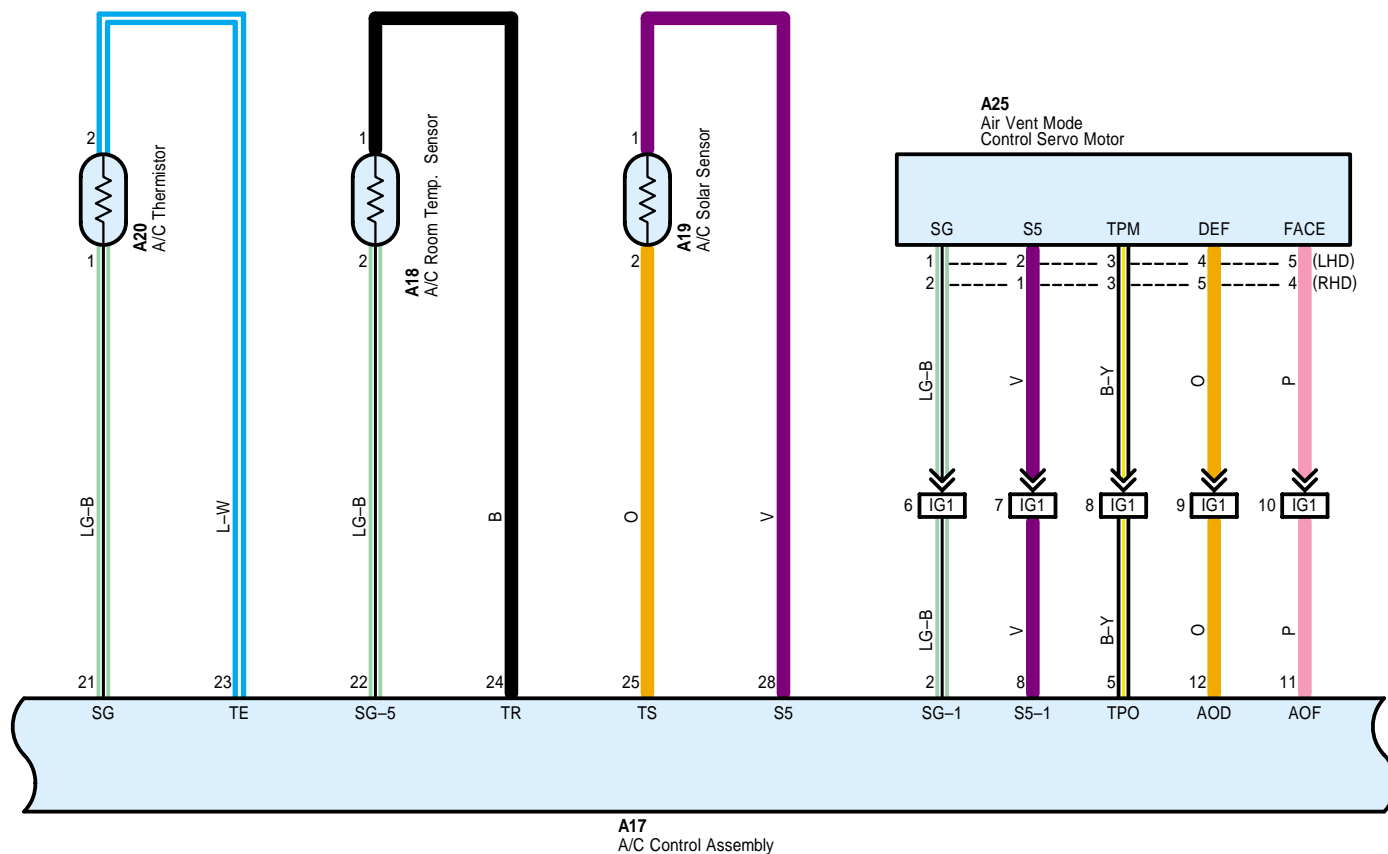 A25
Air Vent Mode
Control Servo Motor
2
1
1
A20
A/C Thermistor
A18
A/C Room Temp. Sensor
A19
A/C Solar Sensor
1
2
2
SG S5 TPM DEF FACE
1 2 3 4 5 (LHD)
2 1 3 5 4 (RHD)
LG–B V B–Y O P
LG–B L–W LG–B B O V
6 IG1 7 IG1 8 IG1 9 IG1 10 IG1
LG–B V B–Y O P
21 23 22 24 25 28 2 8 5 12 11
SG TE SG-5 TR TS S5 SG–1 S5–1 TPO AOD AOF
A17
A/C Control Assembly